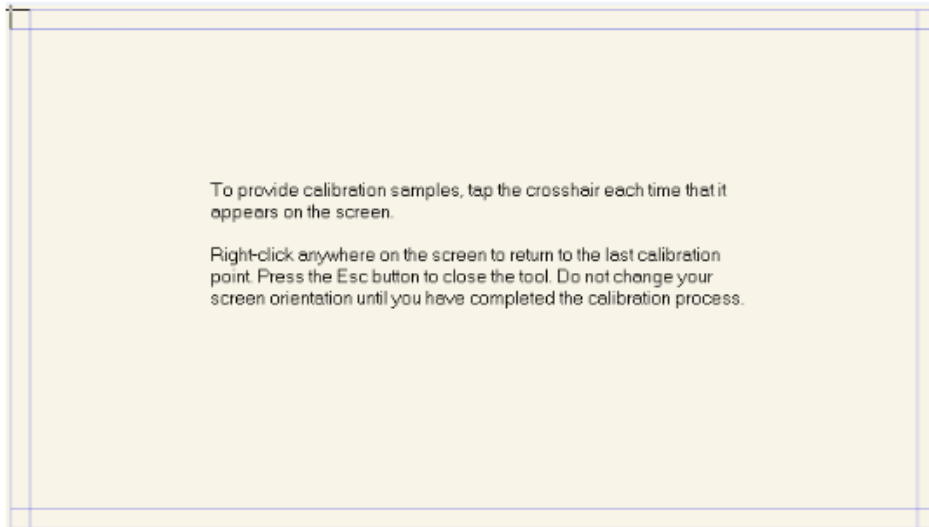 To provide calibration samples, tap the crosshair each time that it
appears on the screen.
Right-click anywhere on the screen to return to the last calibration
point. Press the Esc button to close the tool. Do not change your
screen orientation until you have completed the calibration process.